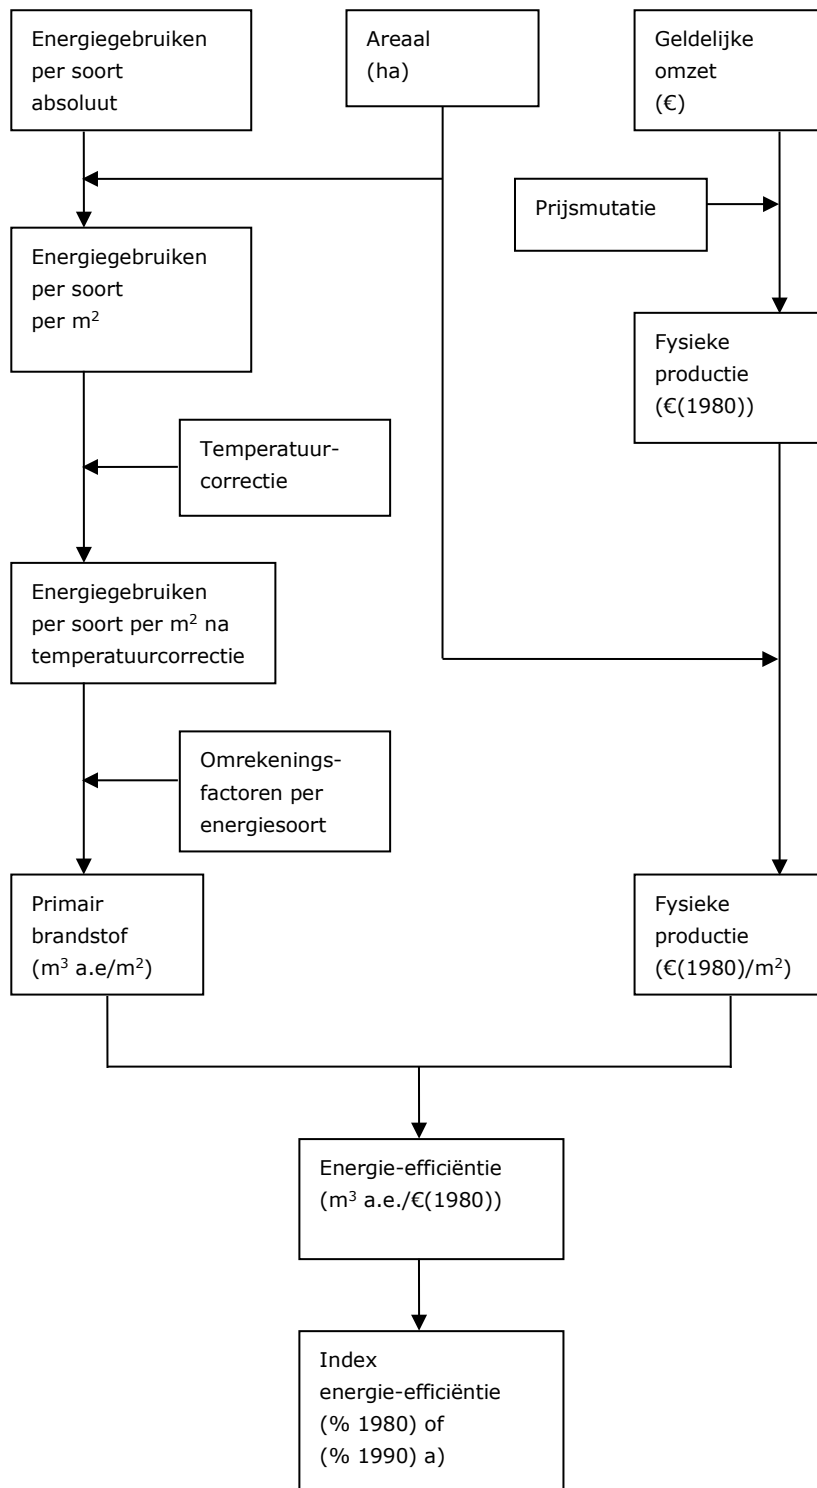 Energiegebruiken
per soort
absoluut
Areaal
(ha)
Geldelijke
omzet
(€)
Prijsmutatie
Energiegebruiken
per soort
per m²
Fysieke
productie
(€(1980))
Temperatuur-
correctie
Energiegebruiken
per soort per m² na
temperatuurcorrectie
Omrekenings-
factoren per
energiesoort
Primair
brandstof
(m³ a.e/m²)
Fysieke
productie
(€(1980)/m²)
Energie-efficiëntie
(m³ a.e./€(1980))
Index
energie-efficiëntie
(% 1980) of
(% 1990) a)